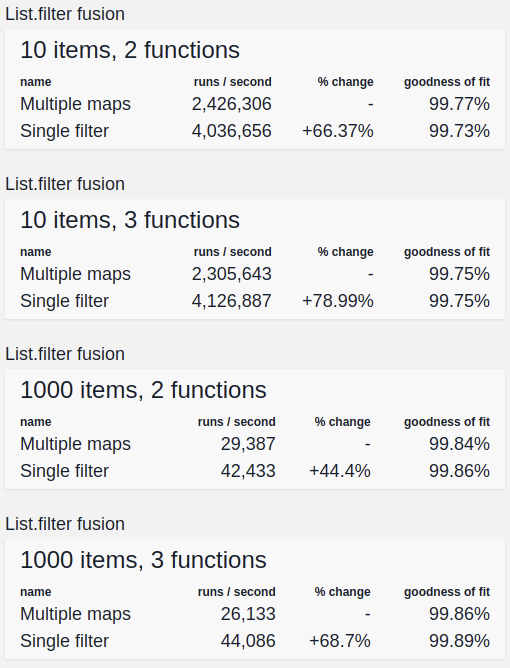 List.filter fusion
10 items, 2 functions
name runs / second % change goodness of fit
Multiple maps 2,426,306 - 99.77%
Single filter 4,036,656 +66.37% 99.73%
List.filter fusion
10 items, 3 functions
name runs / second % change goodness of fit
Multiple maps 2,305,643 - 99.75%
Single filter 4,126,887 +78.99% 99.75%
List.filter fusion
1000 items, 2 functions
name runs / second % change goodness of fit
Multiple maps 29,387 - 99.84%
Single filter 42,433 +44.4% 99.86%
List.filter fusion
1000 items, 3 functions
name runs / second % change goodness of fit
Multiple maps 26,133 - 99.86%
Single filter 44,086 +68.7% 99.89%